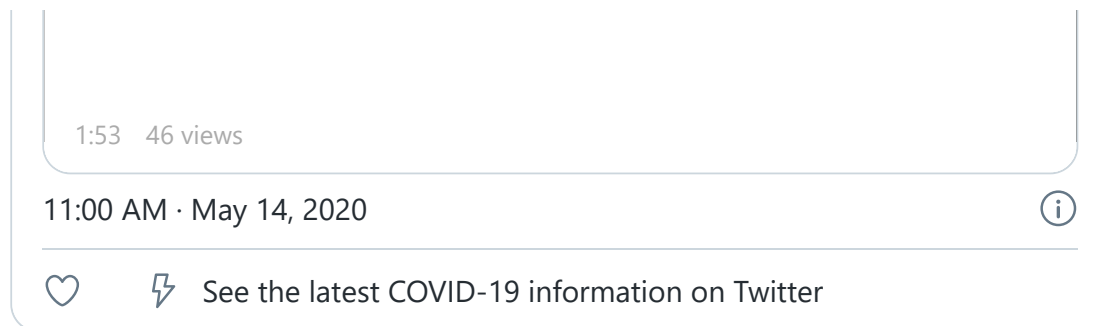 1:53 46 views
11:00 AM · May 14, 2020
See the latest COVID-19 information on Twitter